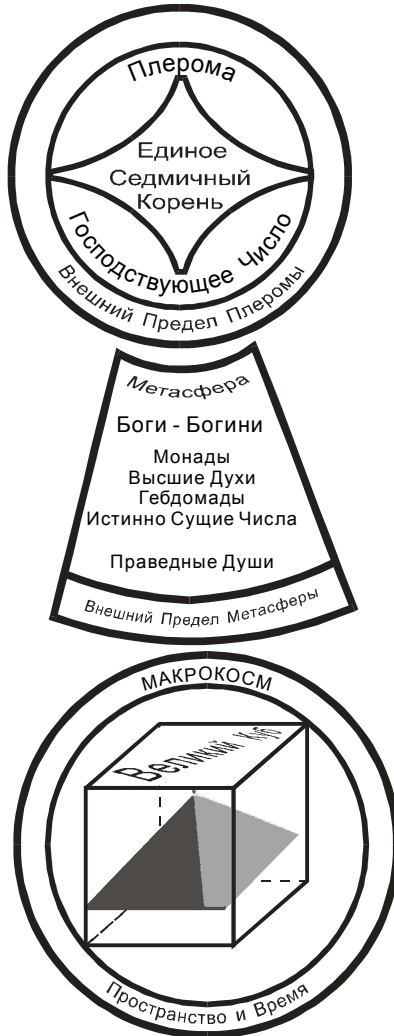 Плерома
Единое
Седмичный
Корень
Господствующее Число
Внешний Предел Плеромы
Метасфера
Боги - Богини
Монады
Высшие Духи
Гебдомады
Истинно Сущие Числа
Праведные Души
Внешний Предел Метасферы
МАКРОКОСМ
Великий Куб
Пространство и Время